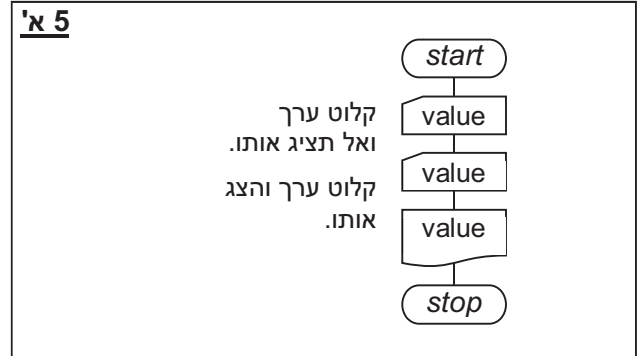 5 א'
start
קלוט ערך
ואל תציג אותו.
value
value
קלוט ערך והצג
אותו.
value
stop